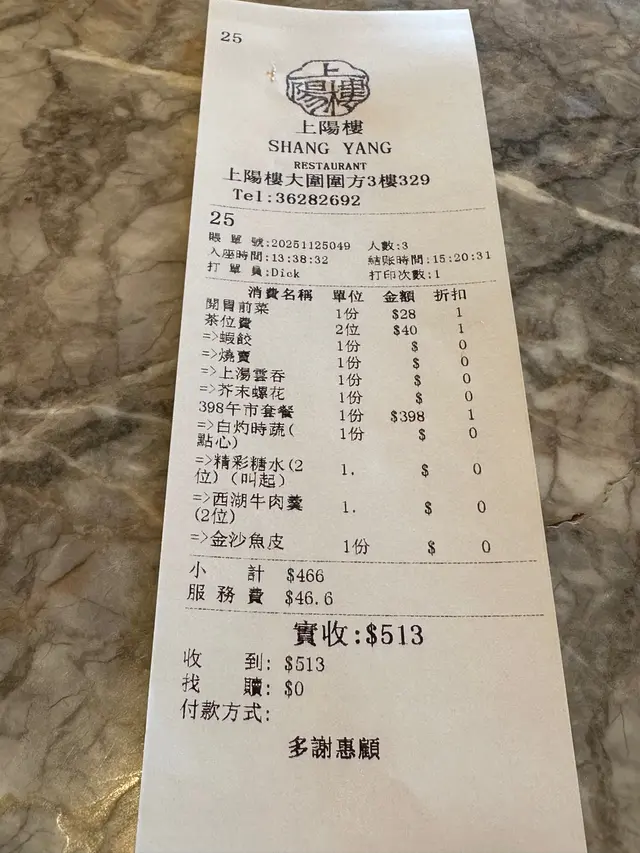 25
上陽樓
上陽樓
SHANG YANG
RESTAURANT
上陽樓大圍圍方3樓329
Tel:36282692
25
賬 單 號:20251125049 人數:3
入座時間:13:38:32 結賬時間:15:20:31
打 單 員:Dick 打印次數:1
消費名稱 單位 金額 折扣
開胃前菜 1份 $28 1
茶位費 2位 $40 1
=>蝦餃 1份 $ 0
=>燒賣 1份 $ 0
=>上湯雲吞 1份 $ 0
=>芥末螺花 1份 $ 0
398午市套餐 1份 $398 1
=>白灼時蔬( 1份 $ 0
點心)
=>精彩糖水(2 1. $ 0
位) (叫起)
=>西湖牛肉羹 1. $ 0
(2位)
=>金沙魚皮 1份 $ 0
小 計 $466
服 務 費 $46.6
實收:$513
收 到: $513
找 贖: $0
付款方式:
多謝惠顧